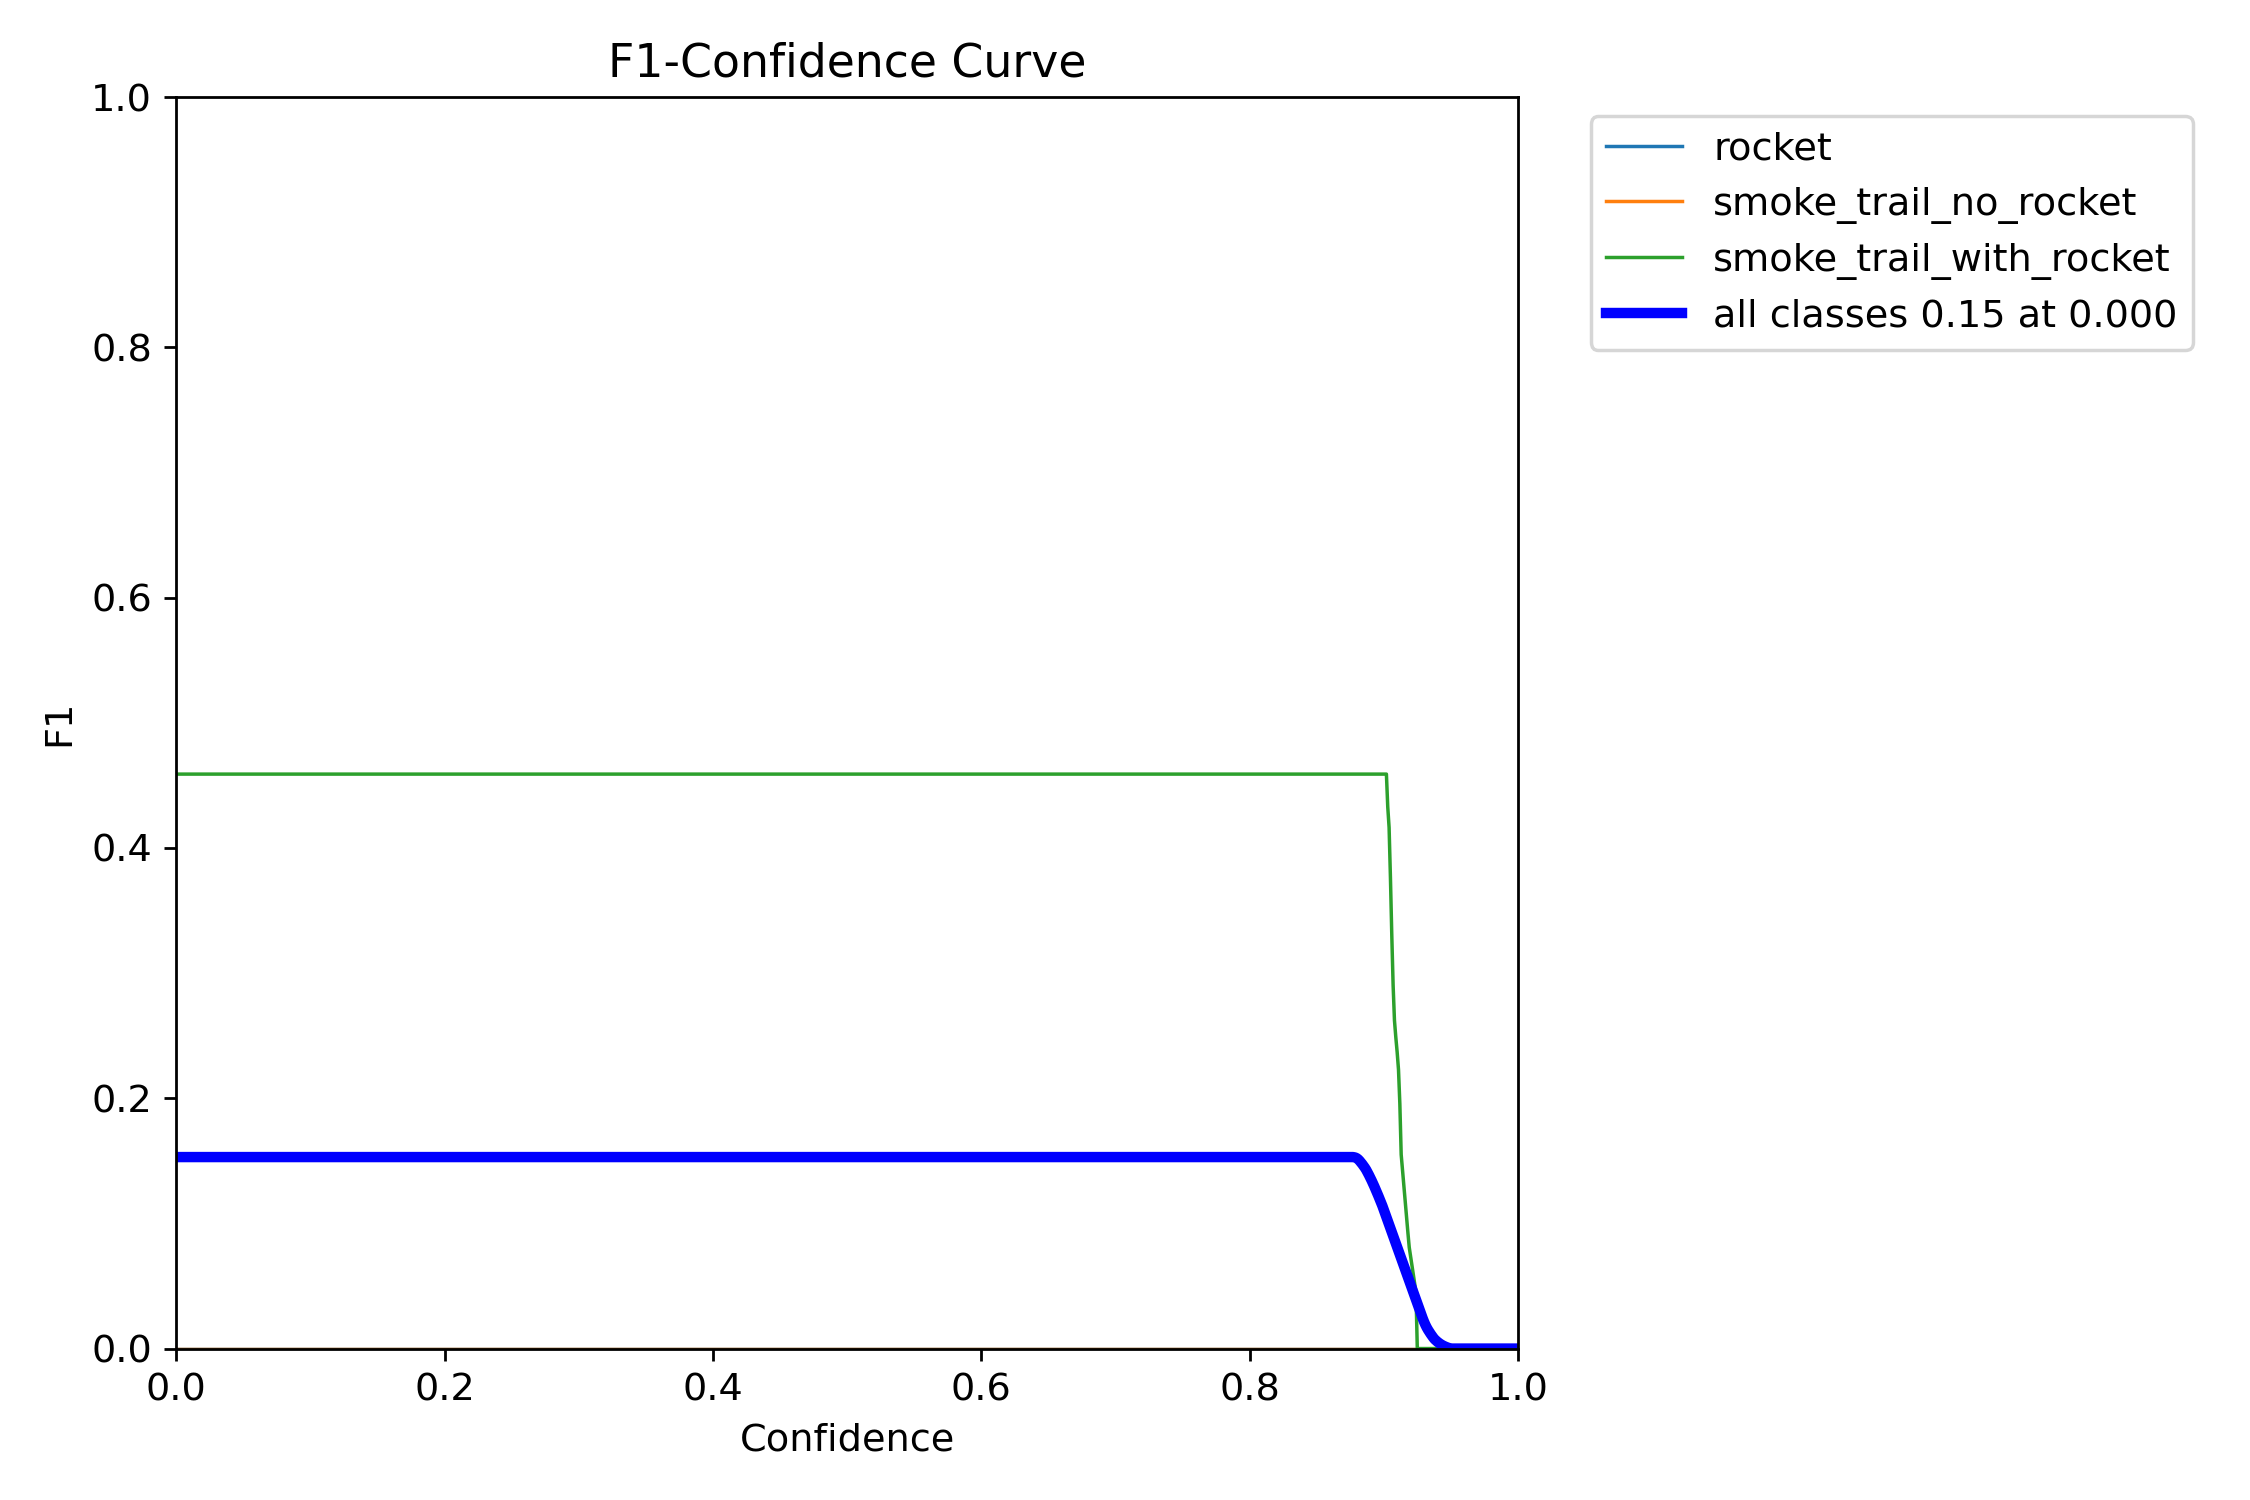 F1-Confidence Curve
1.0
0.8
0.6
0.4
0.2
0.0
F1
0.0 0.2 0.4 0.6 0.8 1.0
Confidence
rocket
smoke_trail_no_rocket
smoke_trail_with_rocket
all classes 0.15 at 0.000